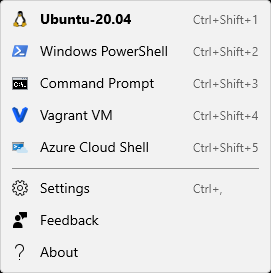 Ubuntu-20.04 Ctrl+Shift+1
Windows PowerShell Ctrl+Shift+2
Command Prompt Ctrl+Shift+3
Vagrant VM Ctrl+Shift+4
Azure Cloud Shell Ctrl+Shift+5
Settings Ctrl+,
Feedback
About